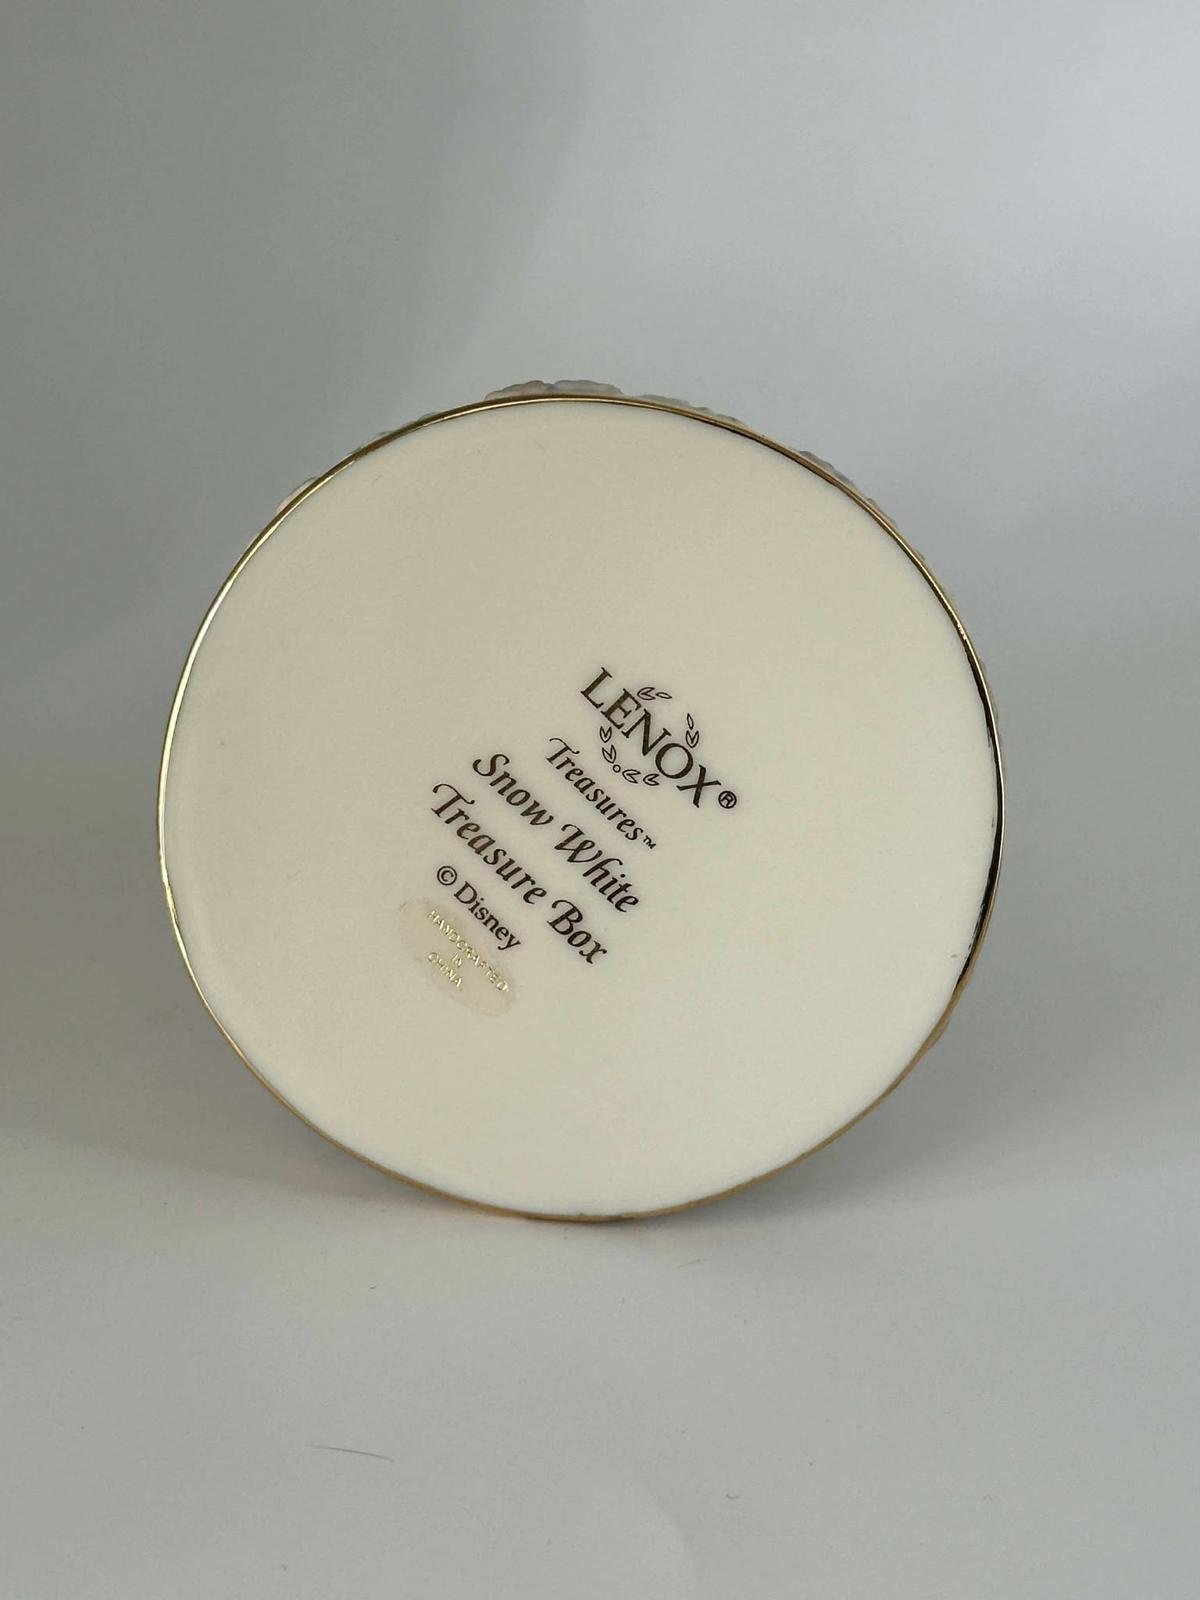 LENOX®
Treasures™
Snow White
Treasure Box
© Disney
HANDCRAFTED
IN
CHINA